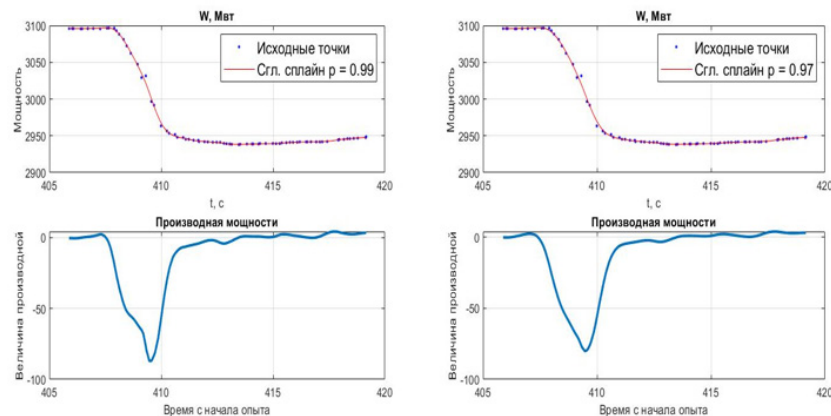 W, Мвт
3100
3050
3000
2950
2900
Мощность
Исходные точки
Сгл. сплайн p = 0.99
405
410
415
420
t, c
Производная мощности
0
-50
-100
Величина производной
405
410
415
420
Время с начала опыта
W, Мвт
3100
3050
3000
2950
2900
Мощность
Исходные точки
Сгл. сплайн p = 0.97
405
410
415
420
t, c
Производная мощности
0
-50
-100
Величина производной
405
410
415
420
Время с начала опыта